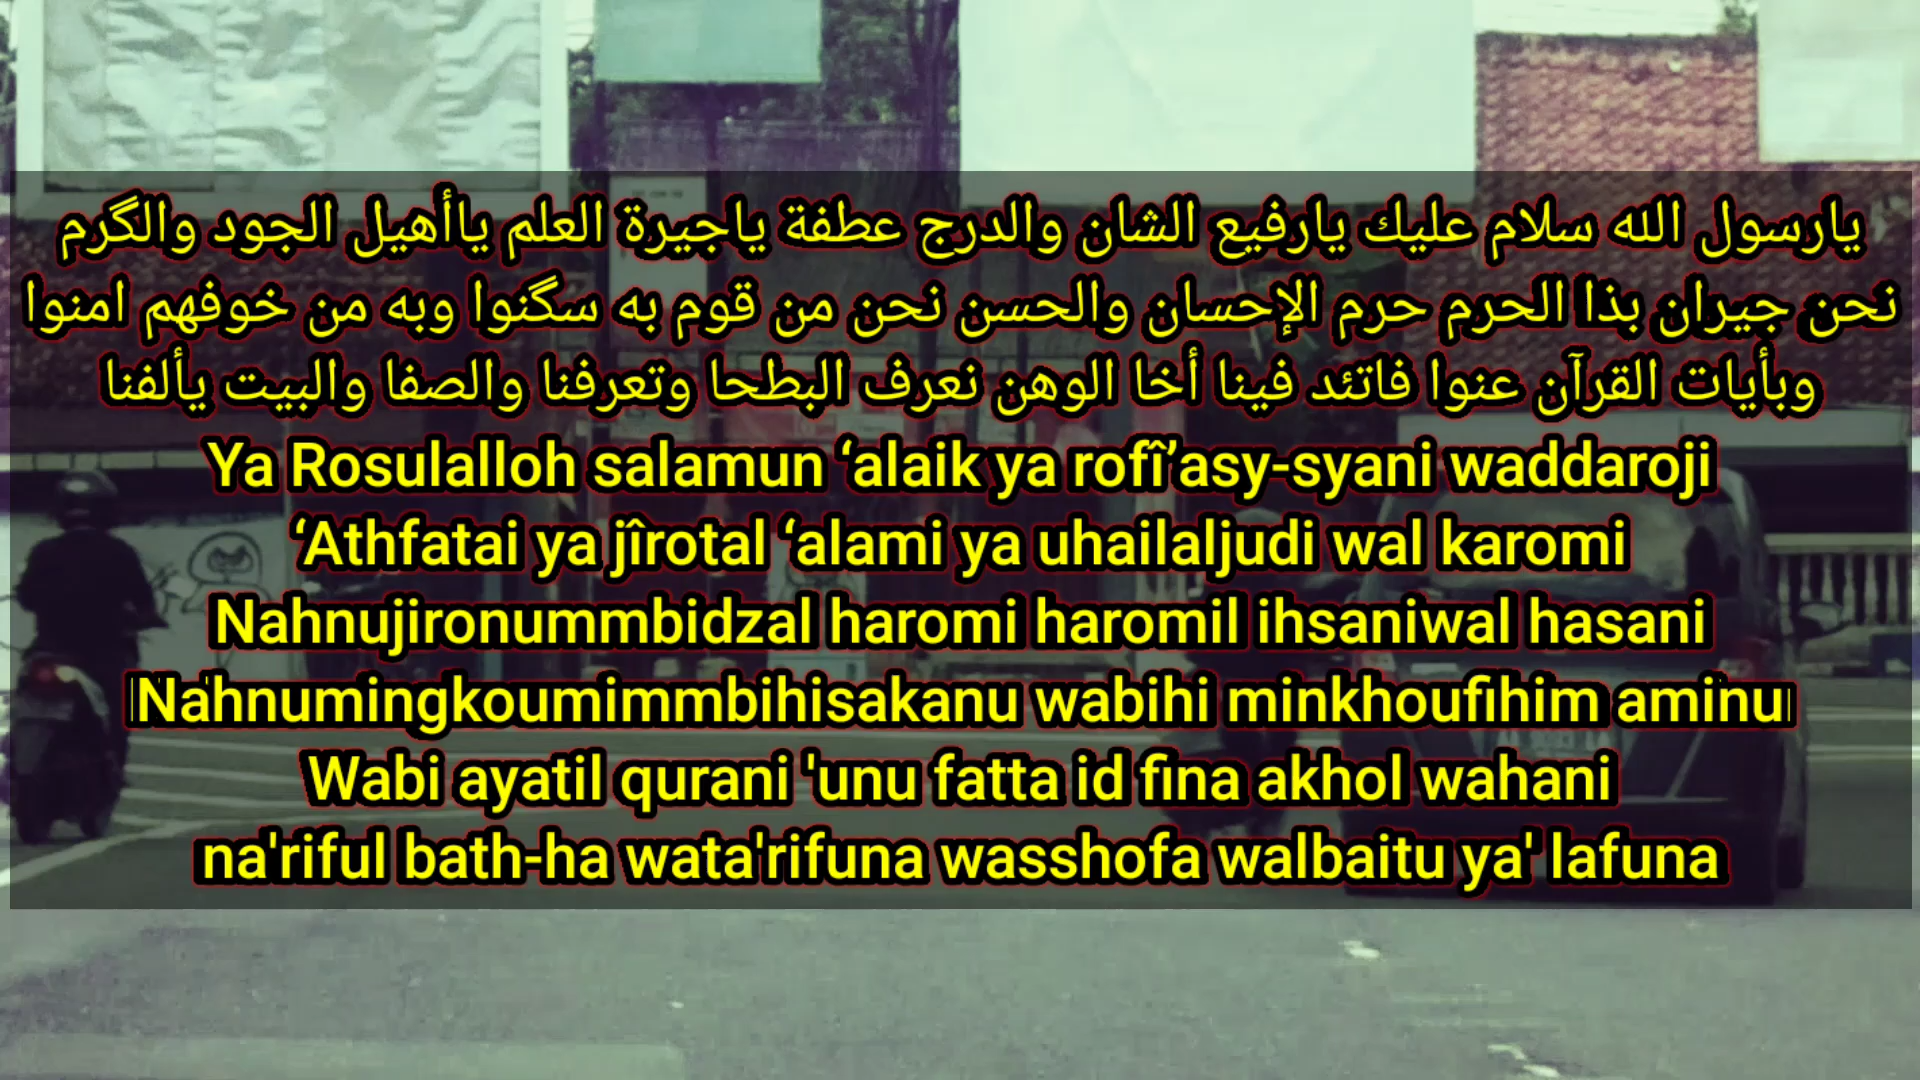 يارسول الله سلام عليك يارفيع الشان والدرج عطفة ياجيرة العلم ياأهيل الجود والگرم
نحن جيران بذا الحرم حرم الإحسان والحسن نحن من قوم به سگنوا وبه من خوفهم امنوا
وبأيات القرآن عنوا فاتئد فينا أخا الوهن نعرف البطحا وتعرفنا والصفا والبيت يألفنا
Ya Rosulalloh salamun ‘alaik ya rofî’asy-syani waddaroji
‘Athfatai ya jîrotal ‘alami ya uhailaljudi wal karomi
Nahnujironummbidzal haromi haromil ihsaniwal hasani
Nahnumingkoumimmbihisakanu wabihi minkhoufihim aminu
Wabi ayatil qurani 'unu fatta id fina akhol wahani
na'riful bath-ha wata'rifuna wasshofa walbaitu ya' lafuna